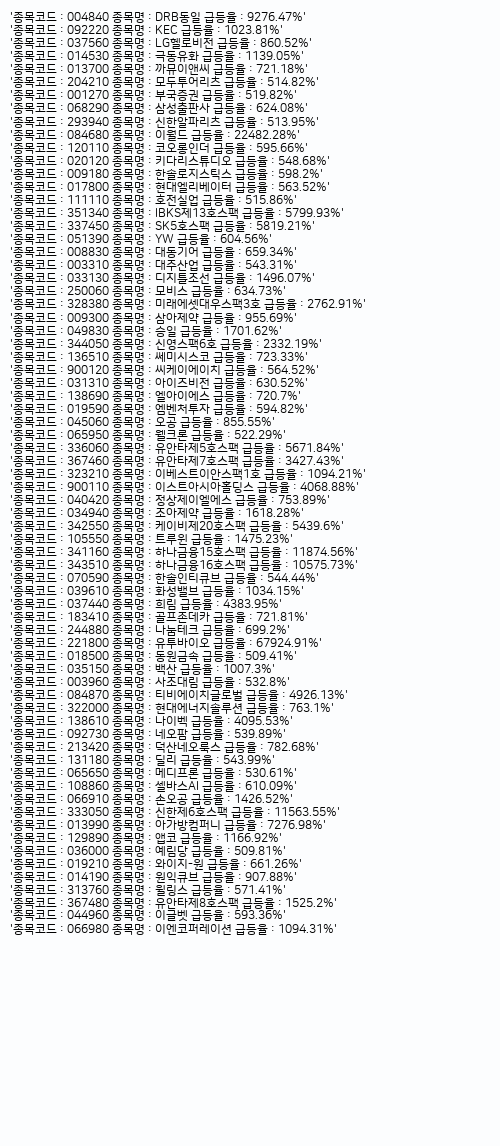 '종목코드 : 004840 종목명 : DRB동일 급등율 : 9276.47%'
'종목코드 : 092220 종목명 : KEC 급등율 : 1023.81%'
'종목코드 : 037560 종목명 : LG헬로비전 급등율 : 860.52%'
'종목코드 : 014530 종목명 : 극동유화 급등율 : 1139.05%'
'종목코드 : 013700 종목명 : 까뮤이앤씨 급등율 : 721.18%'
'종목코드 : 204210 종목명 : 모두투어리츠 급등율 : 514.82%'
'종목코드 : 001270 종목명 : 부국증권 급등율 : 519.82%'
'종목코드 : 068290 종목명 : 삼성출판사 급등율 : 624.08%'
'종목코드 : 293940 종목명 : 신한알파리츠 급등율 : 513.95%'
'종목코드 : 084680 종목명 : 이월드 급등율 : 22482.28%'
'종목코드 : 120110 종목명 : 코오롱인더 급등율 : 595.66%'
'종목코드 : 020120 종목명 : 키다리스튜디오 급등율 : 548.68%'
'종목코드 : 009180 종목명 : 한솔로지스틱스 급등율 : 598.2%'
'종목코드 : 017800 종목명 : 현대엘리베이터 급등율 : 563.52%'
'종목코드 : 111110 종목명 : 호전실업 급등율 : 515.86%'
'종목코드 : 351340 종목명 : IBKS제13호스팩 급등율 : 5799.93%'
'종목코드 : 337450 종목명 : SK5호스팩 급등율 : 5819.21%'
'종목코드 : 051390 종목명 : YW 급등율 : 604.56%'
'종목코드 : 008830 종목명 : 대동기어 급등율 : 659.34%'
'종목코드 : 003310 종목명 : 대주산업 급등율 : 543.31%'
'종목코드 : 033130 종목명 : 디지틀조선 급등율 : 1496.07%'
'종목코드 : 250060 종목명 : 모비스 급등율 : 634.73%'
'종목코드 : 328380 종목명 : 미래에셋대우스팩3호 급등율 : 2762.91%'
'종목코드 : 009300 종목명 : 삼아제약 급등율 : 955.69%'
'종목코드 : 049830 종목명 : 승일 급등율 : 1701.62%'
'종목코드 : 344050 종목명 : 신영스팩6호 급등율 : 2332.19%'
'종목코드 : 136510 종목명 : 쎄미시스코 급등율 : 723.33%'
'종목코드 : 900120 종목명 : 씨케이에이치 급등율 : 564.52%'
'종목코드 : 031310 종목명 : 아이즈비전 급등율 : 630.52%'
'종목코드 : 138690 종목명 : 엘아이에스 급등율 : 720.7%'
'종목코드 : 019590 종목명 : 엠벤처투자 급등율 : 594.82%'
'종목코드 : 045060 종목명 : 오공 급등율 : 855.55%'
'종목코드 : 065950 종목명 : 웰크론 급등율 : 522.29%'
'종목코드 : 336060 종목명 : 유안타제5호스팩 급등율 : 5671.84%'
'종목코드 : 367460 종목명 : 유안타제7호스팩 급등율 : 3427.43%'
'종목코드 : 323210 종목명 : 이베스트이안스팩1호 급등율 : 1094.21%'
'종목코드 : 900110 종목명 : 이스트아시아홀딩스 급등율 : 4068.88%'
'종목코드 : 040420 종목명 : 정상제이엘에스 급등율 : 753.89%'
'종목코드 : 034940 종목명 : 조아제약 급등율 : 1618.28%'
'종목코드 : 342550 종목명 : 케이비제20호스팩 급등율 : 5439.6%'
'종목코드 : 105550 종목명 : 트루윈 급등율 : 1475.23%'
'종목코드 : 341160 종목명 : 하나금융15호스팩 급등율 : 11874.56%'
'종목코드 : 343510 종목명 : 하나금융16호스팩 급등율 : 10575.73%'
'종목코드 : 070590 종목명 : 한솔인티큐브 급등율 : 544.44%'
'종목코드 : 039610 종목명 : 화성밸브 급등율 : 1034.15%'
'종목코드 : 037440 종목명 : 희림 급등율 : 4383.95%'
'종목코드 : 183410 종목명 : 골프존데카 급등율 : 721.81%'
'종목코드 : 244880 종목명 : 나눔테크 급등율 : 699.2%'
'종목코드 : 221800 종목명 : 유투바이오 급등율 : 67924.91%'
'종목코드 : 018500 종목명 : 동원금속 급등율 : 509.41%'
'종목코드 : 035150 종목명 : 백산 급등율 : 1007.3%'
'종목코드 : 003960 종목명 : 사조대림 급등율 : 532.8%'
'종목코드 : 084870 종목명 : 티비에이치글로벌 급등율 : 4926.13%'
'종목코드 : 322000 종목명 : 현대에너지솔루션 급등율 : 763.1%'
'종목코드 : 138610 종목명 : 나이벡 급등율 : 4095.53%'
'종목코드 : 092730 종목명 : 네오팜 급등율 : 539.89%'
'종목코드 : 213420 종목명 : 덕산네오룩스 급등율 : 782.68%'
'종목코드 : 131180 종목명 : 딜리 급등율 : 543.99%'
'종목코드 : 065650 종목명 : 메디프론 급등율 : 530.61%'
'종목코드 : 108860 종목명 : 셀바스AI 급등율 : 610.09%'
'종목코드 : 066910 종목명 : 손오공 급등율 : 1426.52%'
'종목코드 : 333050 종목명 : 신한제6호스팩 급등율 : 11563.55%'
'종목코드 : 013990 종목명 : 아가방컴퍼니 급등율 : 7276.98%'
'종목코드 : 129890 종목명 : 앱코 급등율 : 1166.92%'
'종목코드 : 036000 종목명 : 예림당 급등율 : 509.81%'
'종목코드 : 019210 종목명 : 와이지-원 급등율 : 661.26%'
'종목코드 : 014190 종목명 : 원익큐브 급등율 : 907.88%'
'종목코드 : 313760 종목명 : 윌링스 급등율 : 571.41%'
'종목코드 : 367480 종목명 : 유안타제8호스팩 급등율 : 1525.2%'
'종목코드 : 044960 종목명 : 이글벳 급등율 : 593.36%'
'종목코드 : 066980 종목명 : 이엔코퍼레이션 급등율 : 1094.31%'